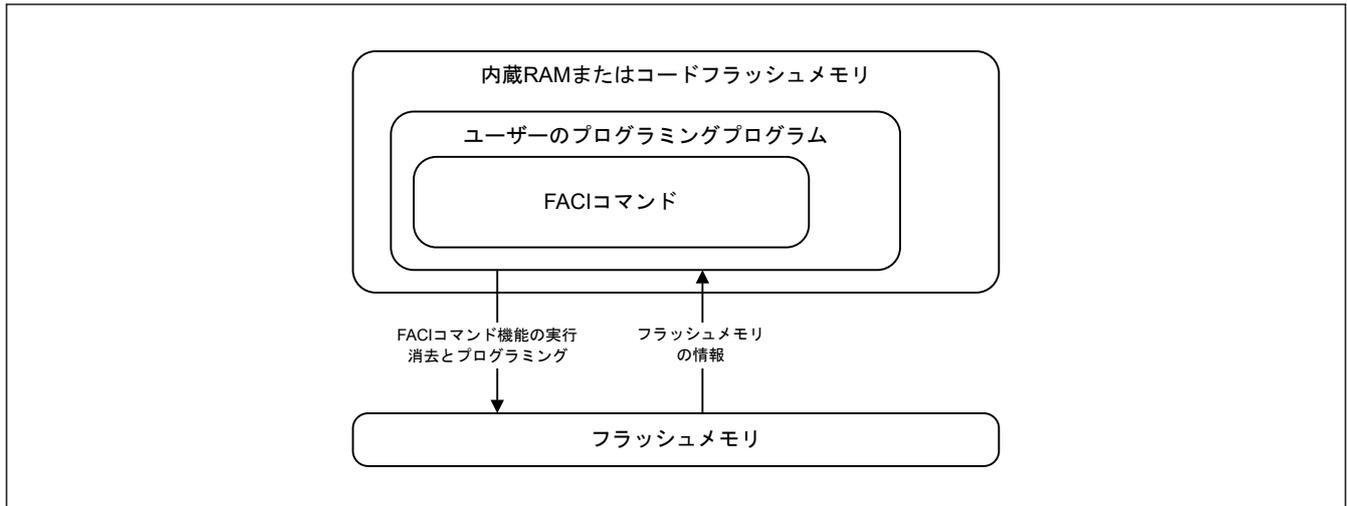 内蔵RAMまたはコードフラッシュメモリ
ユーザーのプログラミングプログラム
FACIコマンド
FACIコマンド機能の実行
消去とプログラミング
フラッシュメモリ
の情報
フラッシュメモリ